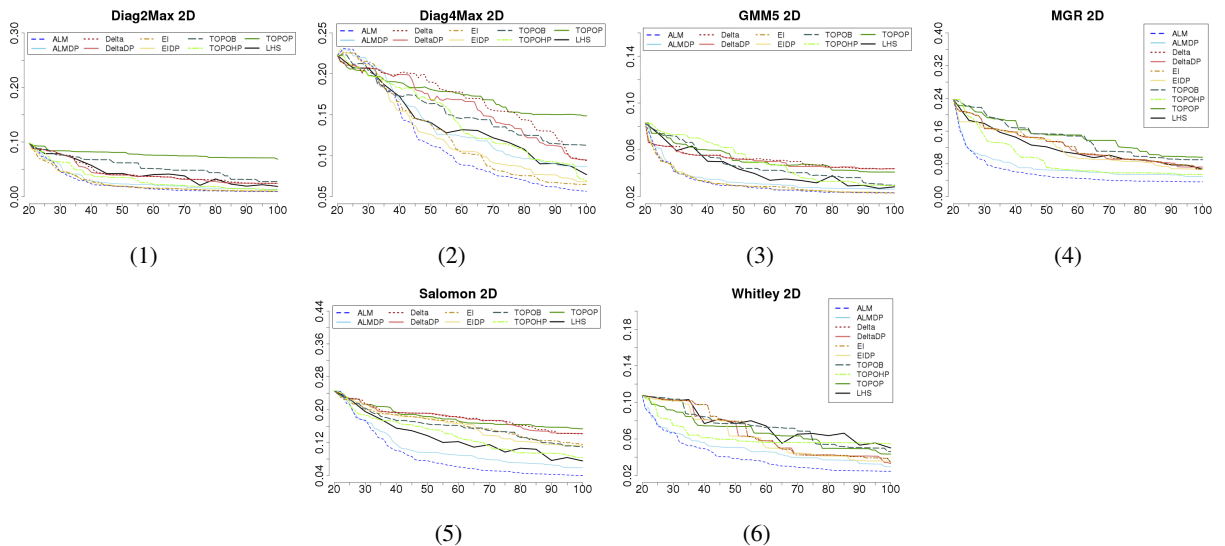 Diag2Max 2D
ALM Delta EI TOPOB TOPOP
ALMDP DeltaDP EIDP TOPOHP LHS
0.30
0.20
0.10
0.00
20 30 40 50 60 70 80 90 100
(1)
Diag4Max 2D
ALM Delta EI TOPOB TOPOP
ALMDP DeltaDP EIDP TOPOHP LHS
0.25
0.20
0.15
0.10
0.05
20 30 40 50 60 70 80 90 100
(2)
GMM5 2D
ALM Delta EI TOPOB TOPOP
ALMDP DeltaDP EIDP TOPOHP LHS
0.14
0.10
0.06
0.02
20 30 40 50 60 70 80 90 100
(3)
MGR 2D
ALM
ALMDP
Delta
DeltaDP
EI
EIDP
TOPOB
TOPOHP
TOPOP
LHS
0.40
0.32
0.24
0.16
0.08
0.00
20 30 40 50 60 70 80 90 100
(4)
Salomon 2D
ALM Delta EI TOPOB TOPOP
ALMDP DeltaDP EIDP TOPOHP LHS
0.44
0.36
0.28
0.20
0.12
0.04
20 30 40 50 60 70 80 90 100
(5)
Whitley 2D
ALM
ALMDP
Delta
DeltaDP
EI
EIDP
TOPOB
TOPOHP
TOPOP
LHS
0.18
0.14
0.10
0.06
0.02
20 30 40 50 60 70 80 90 100
(6)